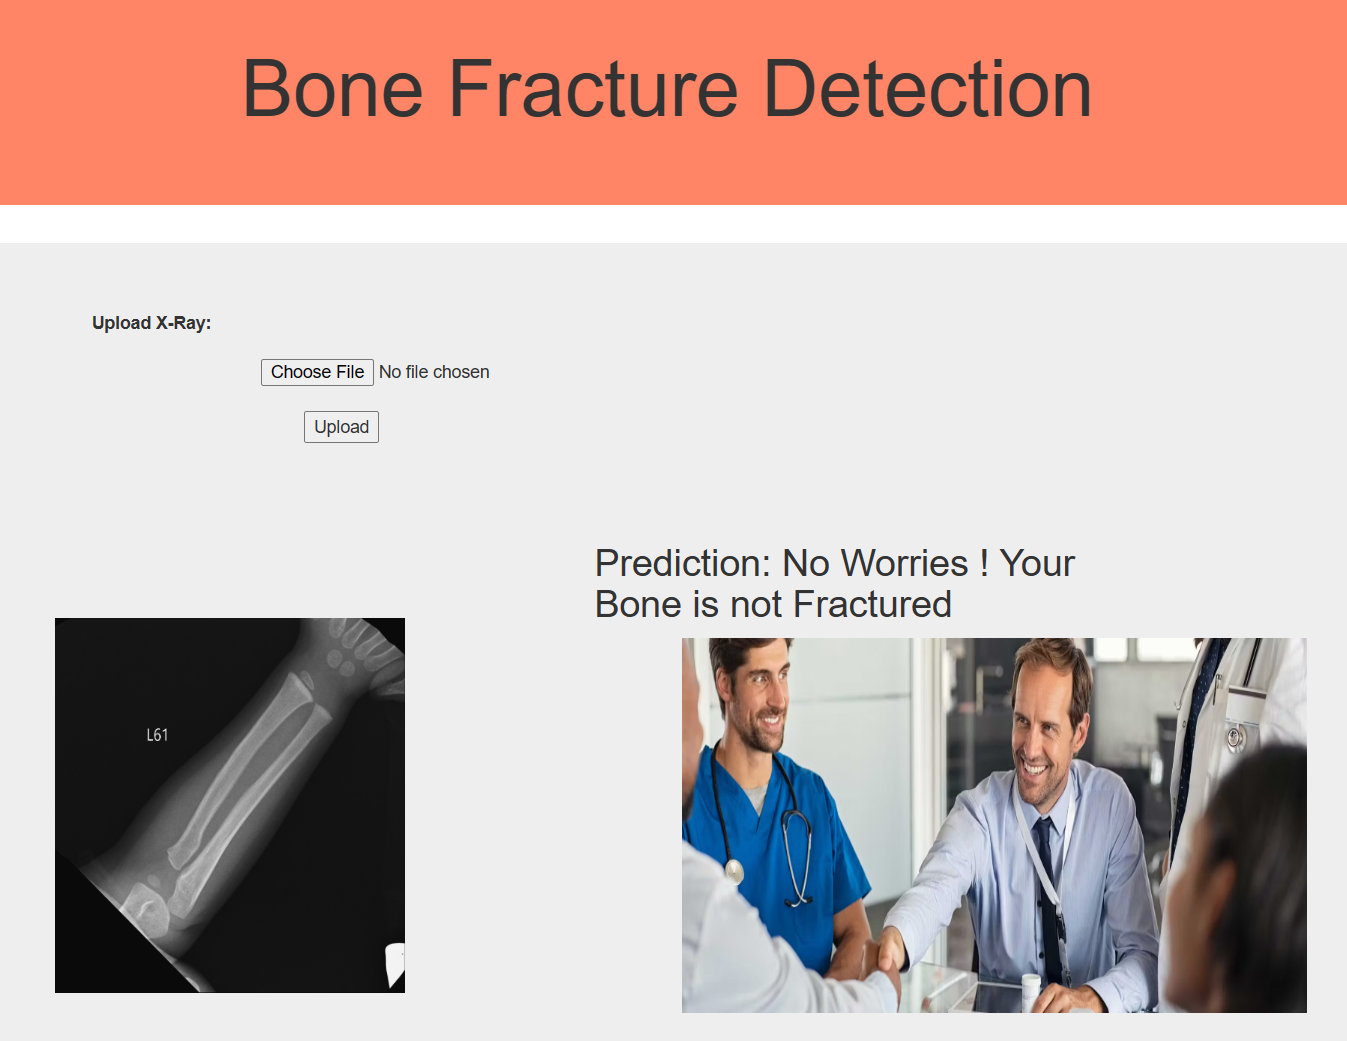 Bone Fracture Detection
Upload X-Ray:
Choose File No file chosen
Upload
Prediction: No Worries ! Your
Bone is not Fractured
L61